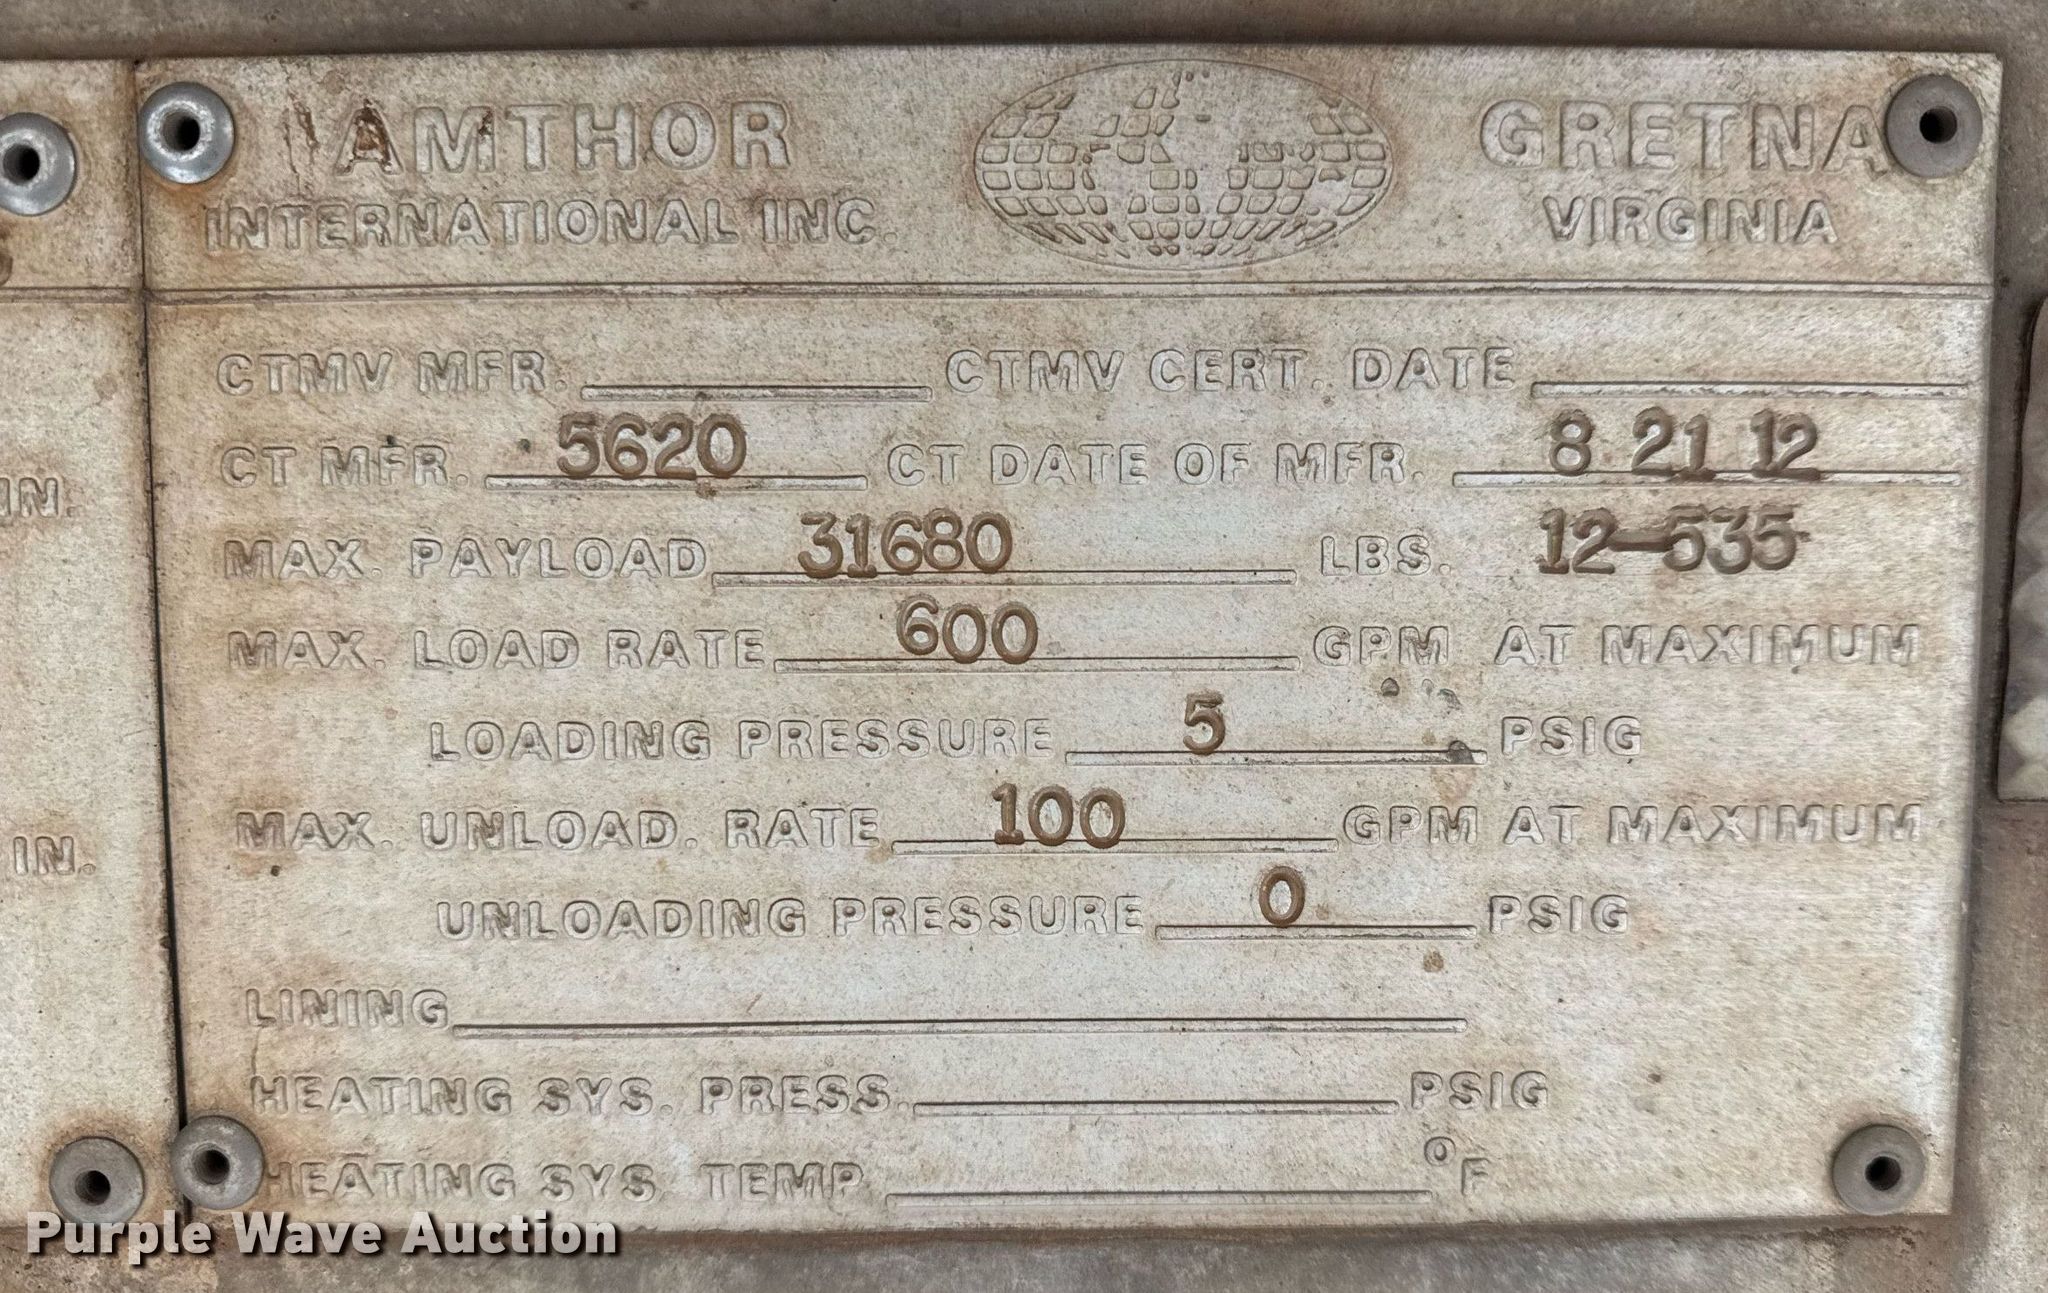 AMTHOR
INTERNATIONAL INC.
GRETNA
VIRGINIA
CTMV MFR. CTMV CERT. DATE
CT MFR. 5620 CT DATE OF MFR. 8 21 12
MAX. PAYLOAD 31680 LBS. 12-535
MAX. LOAD RATE 600 GPM AT MAXIMUM
LOADING PRESSURE 5 PSIG
MAX. UNLOAD. RATE 100 GPM AT MAXIMUM
UNLOADING PRESSURE 0 PSIG
LINING
HEATING SYS. PRESS. PSIG
HEATING SYS. TEMP. °F
IN.
IN.
Purple Wave Auction